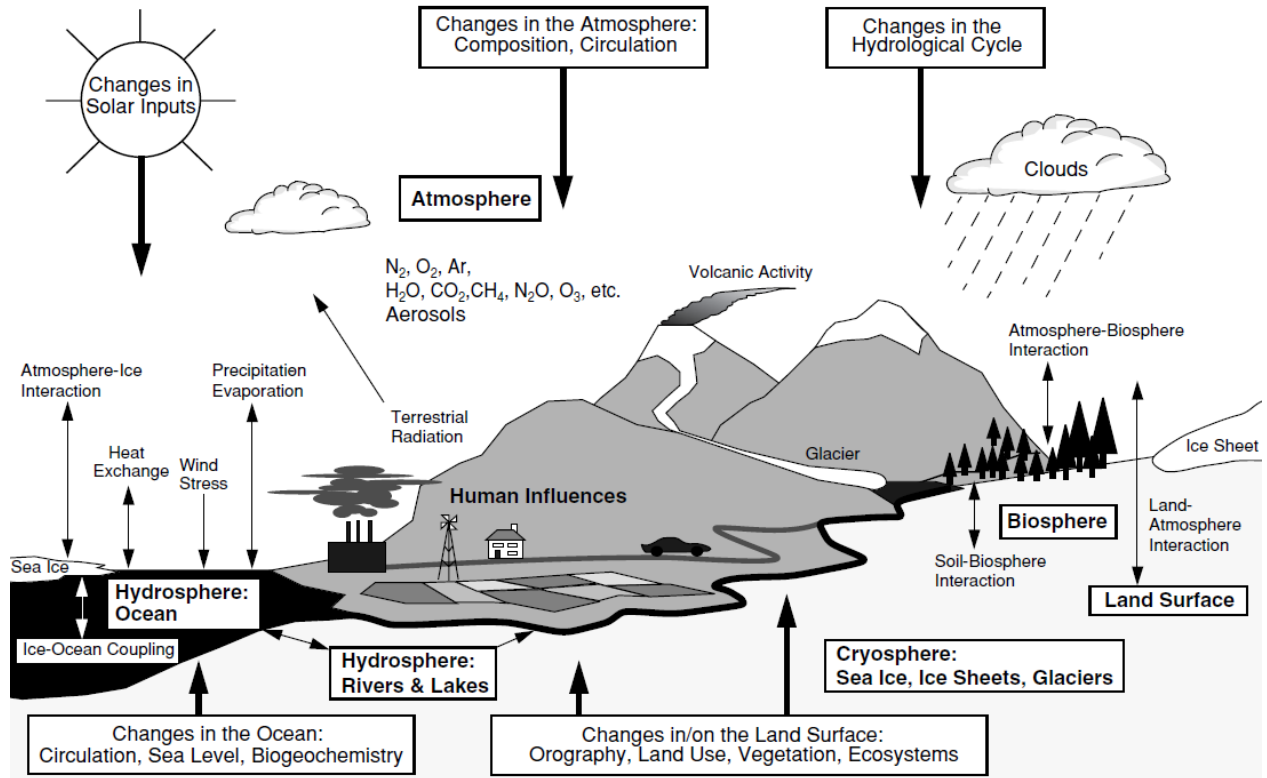 Changes in the Atmosphere:
Composition, Circulation
Changes in the
Hydrological Cycle
Changes in
Solar Inputs
Clouds
Atmosphere
N₂, O₂, Ar,
H₂O, CO₂,CH₄, N₂O, O₃, etc.
Aerosols
Volcanic Activity
Atmosphere-Biosphere
Interaction
Atmosphere-Ice
Interaction
Precipitation
Evaporation
Terrestrial
Radiation
Heat
Exchange
Wind
Stress
Glacier
Ice Sheet
Human Influences
Biosphere
Land-
Atmosphere
Interaction
Soil-Biosphere
Interaction
Sea Ice
Hydrosphere:
Ocean
Land Surface
Ice-Ocean Coupling
Hydrosphere:
Rivers & Lakes
Cryosphere:
Sea Ice, Ice Sheets, Glaciers
Changes in the Ocean:
Circulation, Sea Level, Biogeochemistry
Changes in/on the Land Surface:
Orography, Land Use, Vegetation, Ecosystems